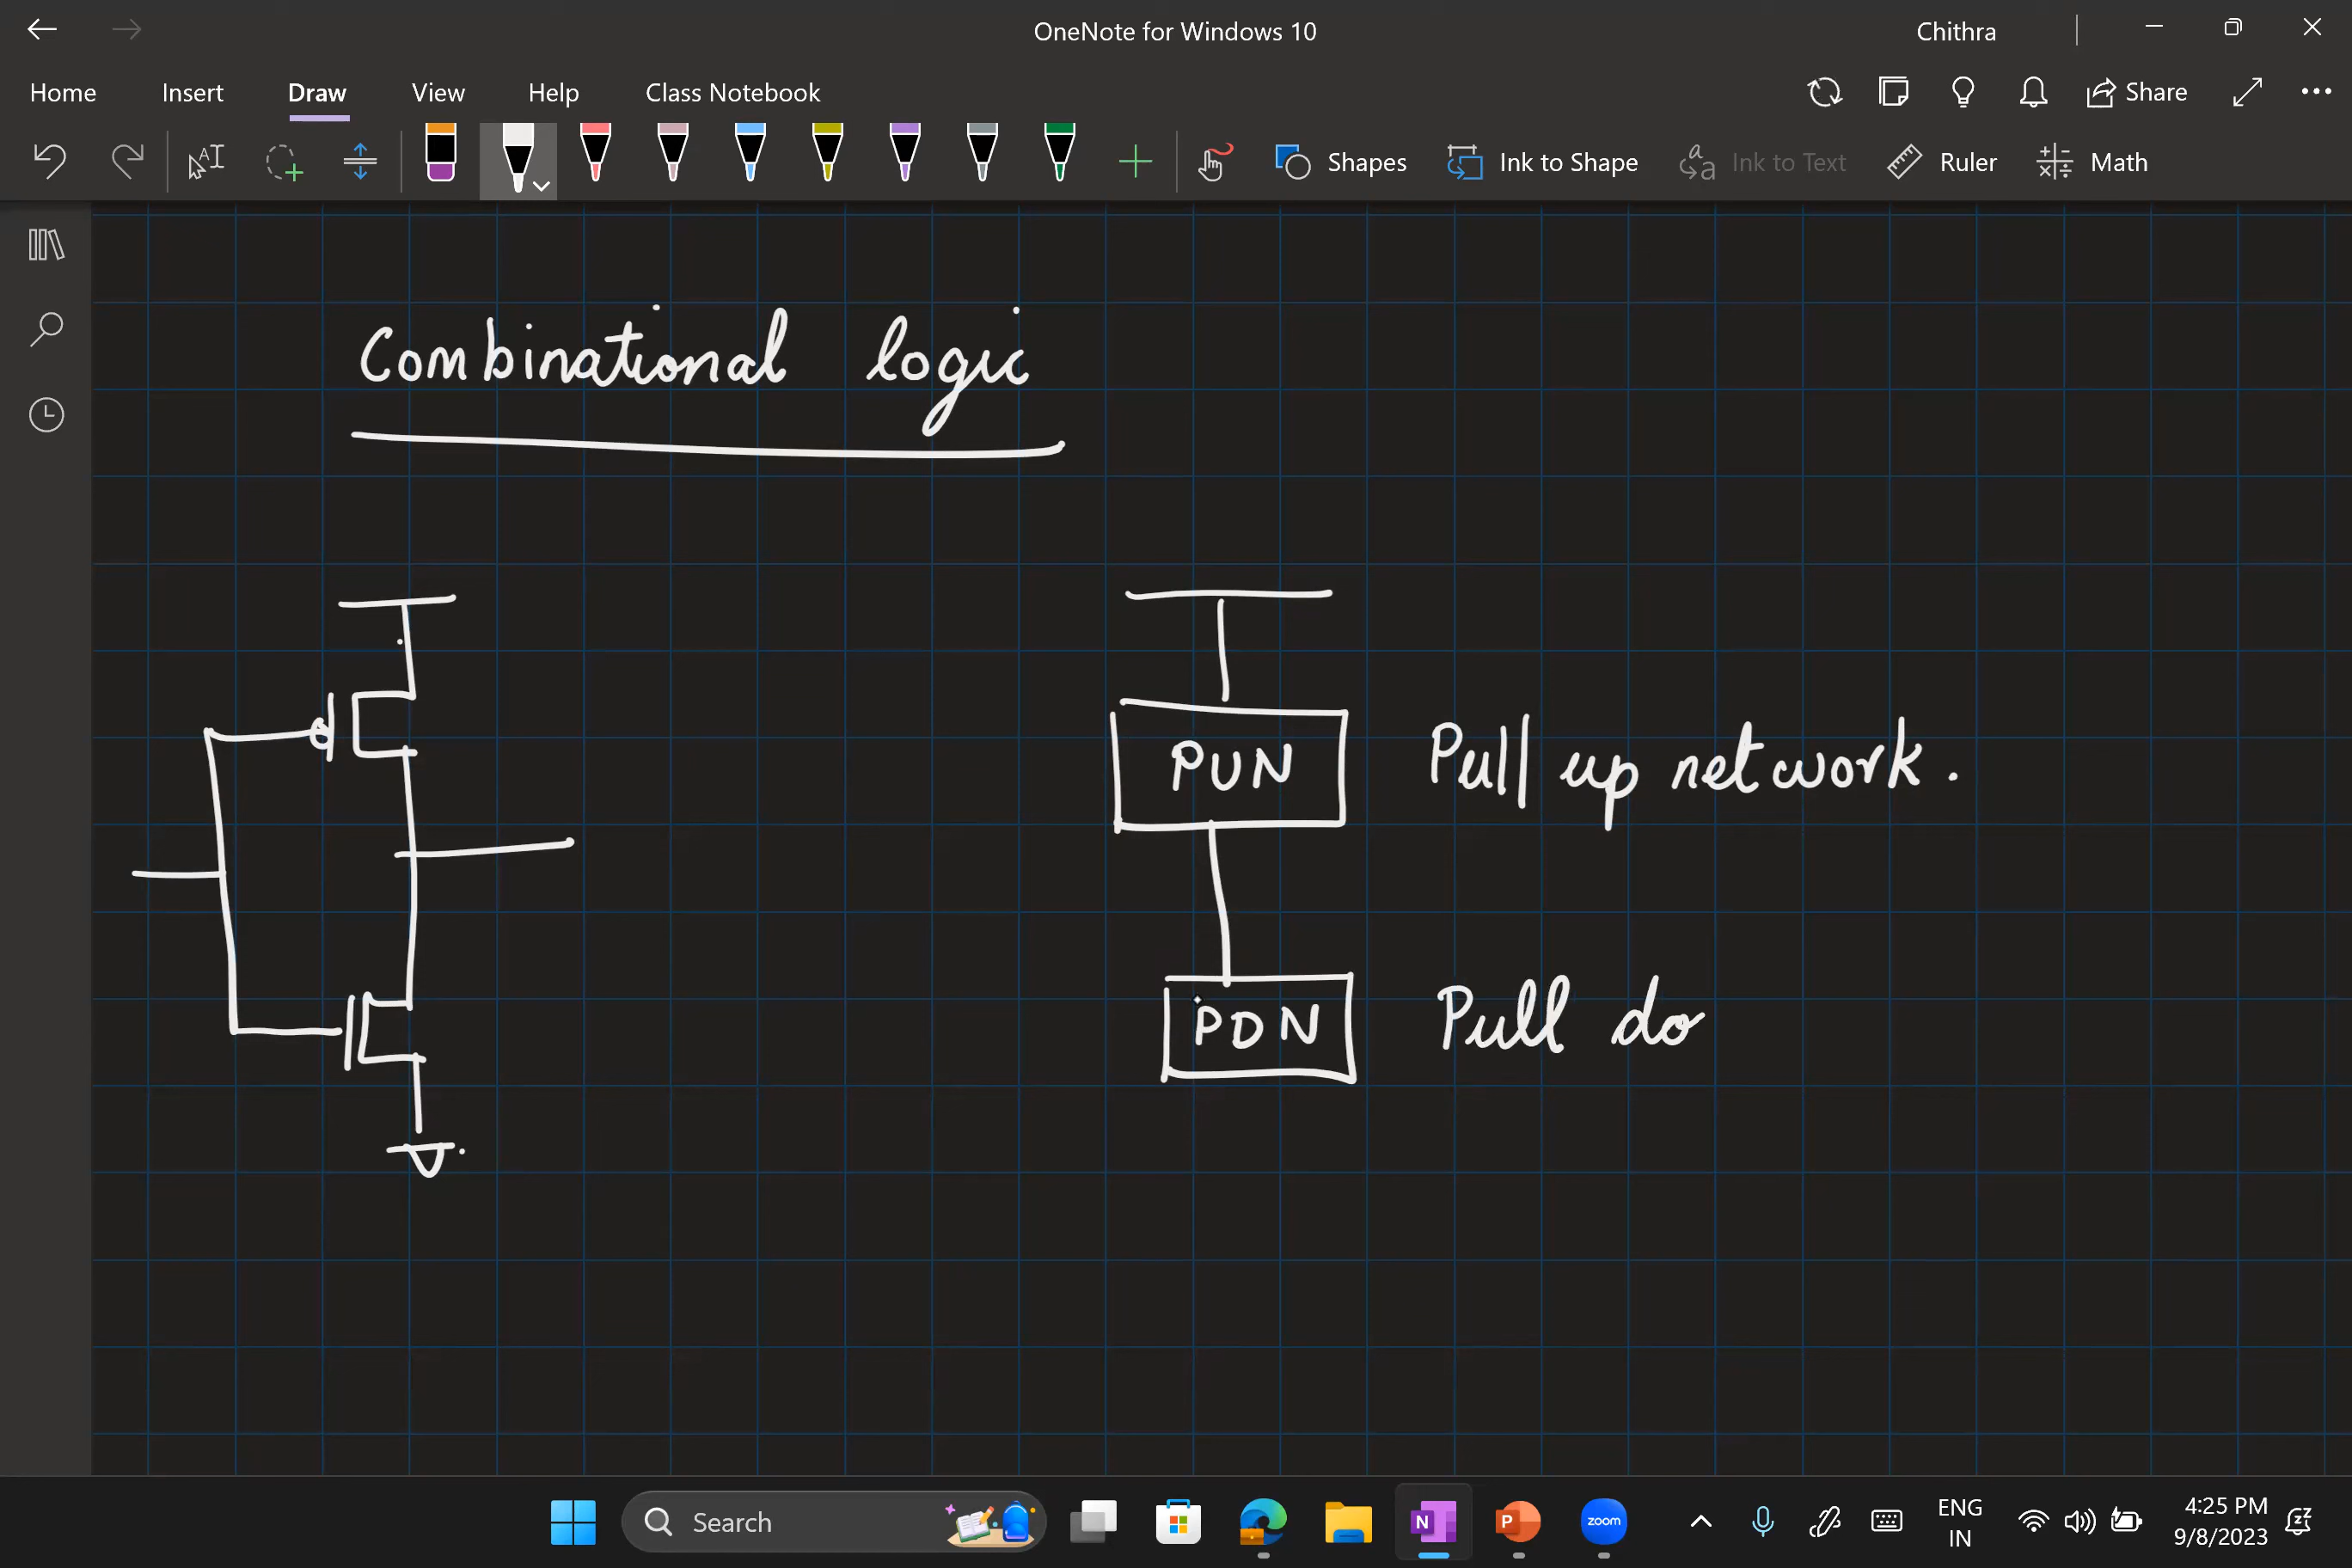 OneNote for Windows 10
Chithra
Home Insert Draw View Help Class Notebook
Share
Shapes Ink to Shape Ink to Text Ruler Math
Combinational logic
PUN Pull up network.
PDN Pull do
Search
zoom
ENG
IN
4:25 PM
9/8/2023